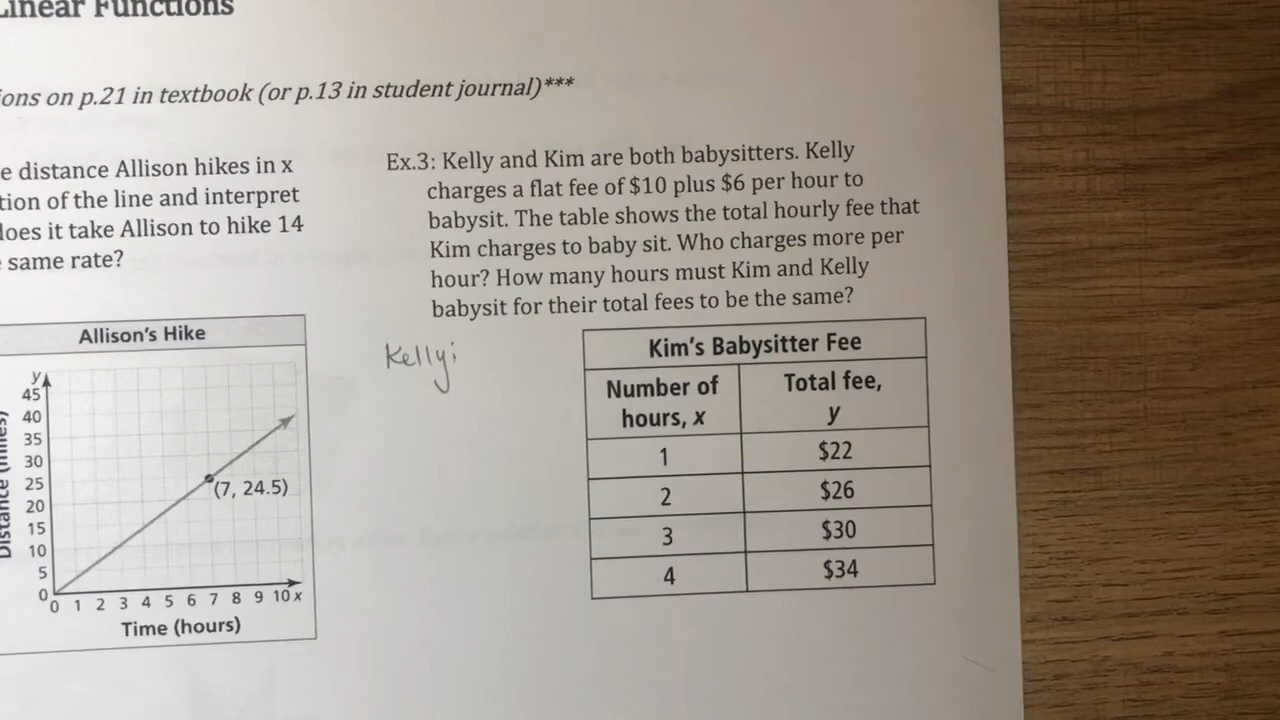 Linear Functions
ons on p.21 in textbook (or p.13 in student journal)***
e distance Allison hikes in x
tion of the line and interpret
does it take Allison to hike 14
same rate?
Allison's Hike
y
45
40
35
30
25
20
15
10
5
0
(7, 24.5)
0 1 2 3 4 5 6 7 8 9 10 x
Time (hours)
Distance (miles)
Ex.3: Kelly and Kim are both babysitters. Kelly
charges a flat fee of $10 plus $6 per hour to
babysit. The table shows the total hourly fee that
Kim charges to baby sit. Who charges more per
hour? How many hours must Kim and Kelly
babysit for their total fees to be the same?
Kelly:
Kim's Babysitter Fee
Number of hours, x
Total fee, y
1 $22
2 $26
3 $30
4 $34